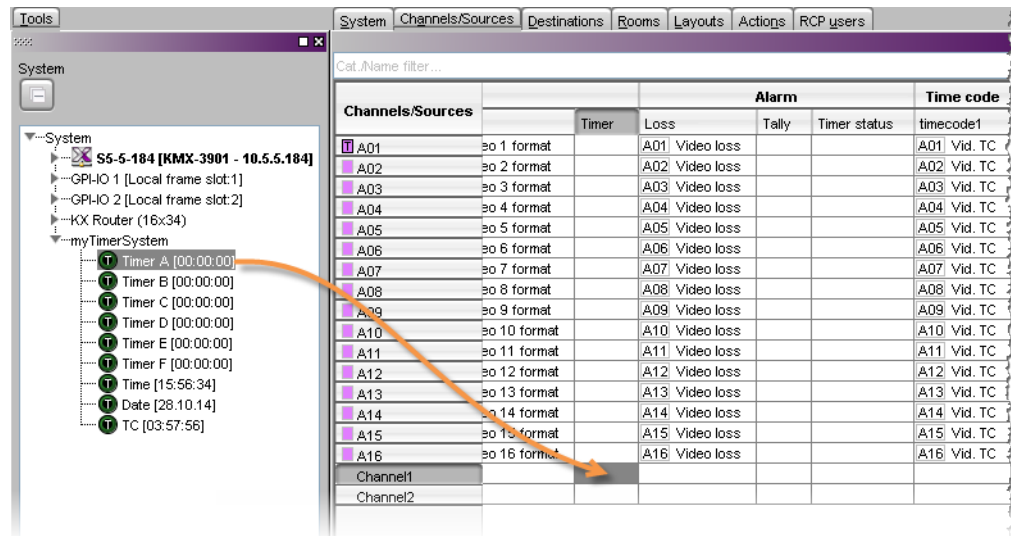 Tools
System
System
S5-5-184 [KMX-3901 - 10.5.5.184]
GPI-IO 1 [Local frame slot:1]
GPI-IO 2 [Local frame slot:2]
KX Router (16x34)
myTimerSystem
Timer A [00:00:00]
Timer B [00:00:00]
Timer C [00:00:00]
Timer D [00:00:00]
Timer E [00:00:00]
Timer F [00:00:00]
Time [15:56:34]
Date [28.10.14]
TC [03:57:56]
System Channels/Sources Destinations Rooms Layouts Actions RCP users
Cat./Name filter...
Channels/Sources Alarm Time code
Timer Loss Tally Timer status timecode1
T A01 eo 1 format A01 Video loss A01 Vid. TC
A02 eo 2 format A02 Video loss A02 Vid. TC
A03 eo 3 format A03 Video loss A03 Vid. TC
A04 eo 4 format A04 Video loss A04 Vid. TC
A05 eo 5 format A05 Video loss A05 Vid. TC
A06 eo 6 format A06 Video loss A06 Vid. TC
A07 eo 7 format A07 Video loss A07 Vid. TC
A08 eo 8 format A08 Video loss A08 Vid. TC
A09 eo 9 format A09 Video loss A09 Vid. TC
A10 eo 10 format A10 Video loss A10 Vid. TC
A11 eo 11 format A11 Video loss A11 Vid. TC
A12 eo 12 format A12 Video loss A12 Vid. TC
A13 eo 13 format A13 Video loss A13 Vid. TC
A14 eo 14 format A14 Video loss A14 Vid. TC
A15 eo 15 format A15 Video loss A15 Vid. TC
A16 eo 16 format A16 Video loss A16 Vid. TC
Channel1
Channel2